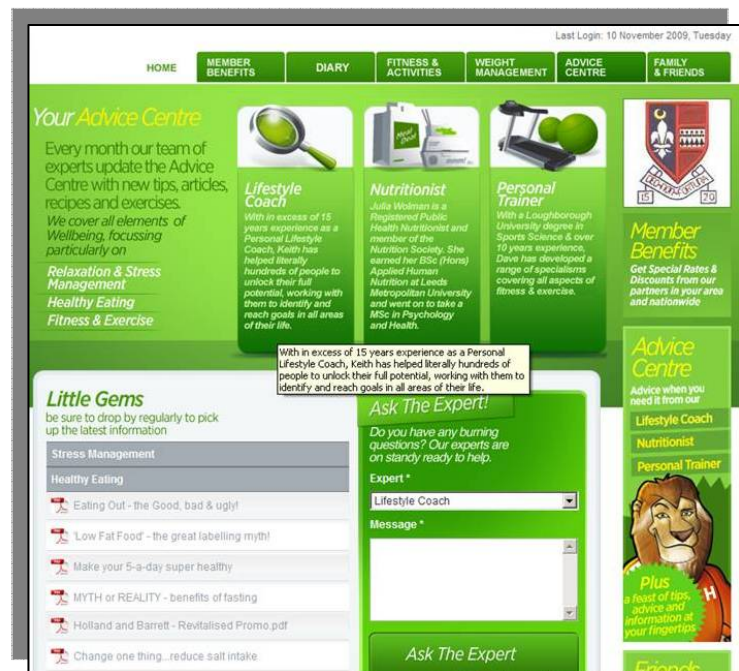 Last Login: 10 November 2009, Tuesday
HOME
MEMBER
BENEFITS
DIARY
FITNESS &
ACTIVITIES
WEIGHT
MANAGEMENT
ADVICE
CENTRE
FAMILY
& FRIENDS
Your Advice Centre
Every month our team of
experts update the Advice
Centre with new tips, articles,
recipes and exercises.
We cover all elements of
Wellbeing, focussing
particularly on
Relaxation & Stress
Management
Healthy Eating
Fitness & Exercise
Lifestyle
Coach
With in excess of 15
years experience as a
Personal Lifestyle
Coach, Keith has
helped literally
hundreds of people to
unlock their full
potential, working with
them to identify and
reach goals in all areas
of their life.
Meal
Deal
Nutritionist
Julia Wolman is a
Registered Public
Health Nutritionist and
member of the
Nutrition Society. She
earned her BSc (Hons)
Applied Human
Nutrition at Leeds
Metropolitan University
and went on to take a
MSc in Psychology
and Health.
Personal
Trainer
With a Loughborough
University degree in
Sports Science & over
10 years experience,
Dave has developed a
range of specialisms
covering all aspects of
fitness & exercise.
15 20
Member
Benefits
Get Special Rates &
Discounts from our
partners in your area
and nationwide
With in excess of 15 years experience as a Personal
Lifestyle Coach, Keith has helped literally hundreds of
people to unlock their full potential, working with them to
identify and reach goals in all areas of their life.
Little Gems
be sure to drop by regularly to pick
up the latest information
Stress Management
Healthy Eating
Eating Out - the Good, bad & ugly!
'Low Fat Food' - the great labelling myth!
Make your 5-a-day super healthy
MYTH or REALITY - benefits of fasting
Holland and Barrett - Revitalised Promo.pdf
Change one thing...reduce salt intake
Ask The Expert!
Do you have any burning
questions? Our experts are
on standy ready to help.
Expert *
Lifestyle Coach
Message *
Ask The Expert
Advice
Centre
Advice when you
need it from our
Lifestyle Coach
Nutritionist
Personal Trainer
H
Plus
a feast of tips,
advice and
information at
your fingertips
Friends